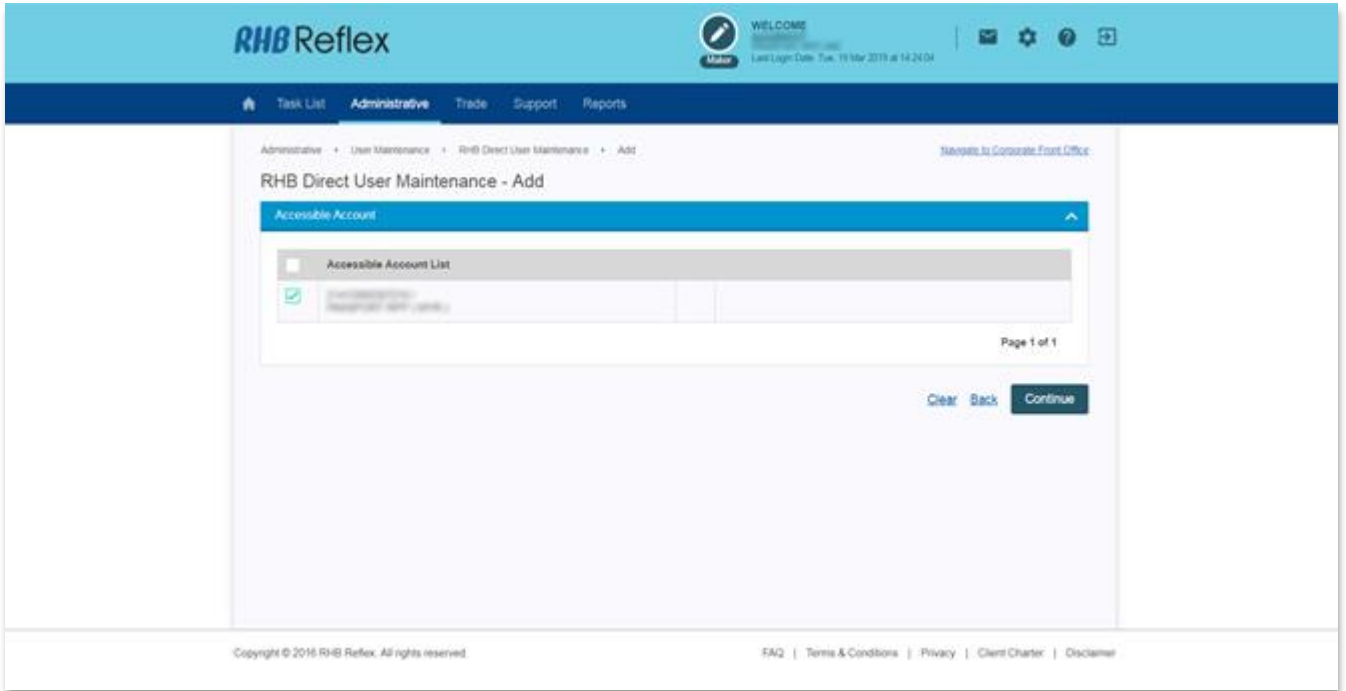 RHB Reflex
Maker
WELCOME
Last Login Date: Tue, 19 Mar 2019 at 14:24:04
Task List Administrative Trade Support Reports
Administrative User Maintenance RHB Direct User Maintenance Add
Navigate to Corporate Front Office
RHB Direct User Maintenance - Add
Accessible Account
Accessible Account List
Page 1 of 1
Clear Back Continue
Copyright © 2016 RHB Reflex. All rights reserved.
FAQ | Terms & Conditions | Privacy | Client Charter | Disclaimer